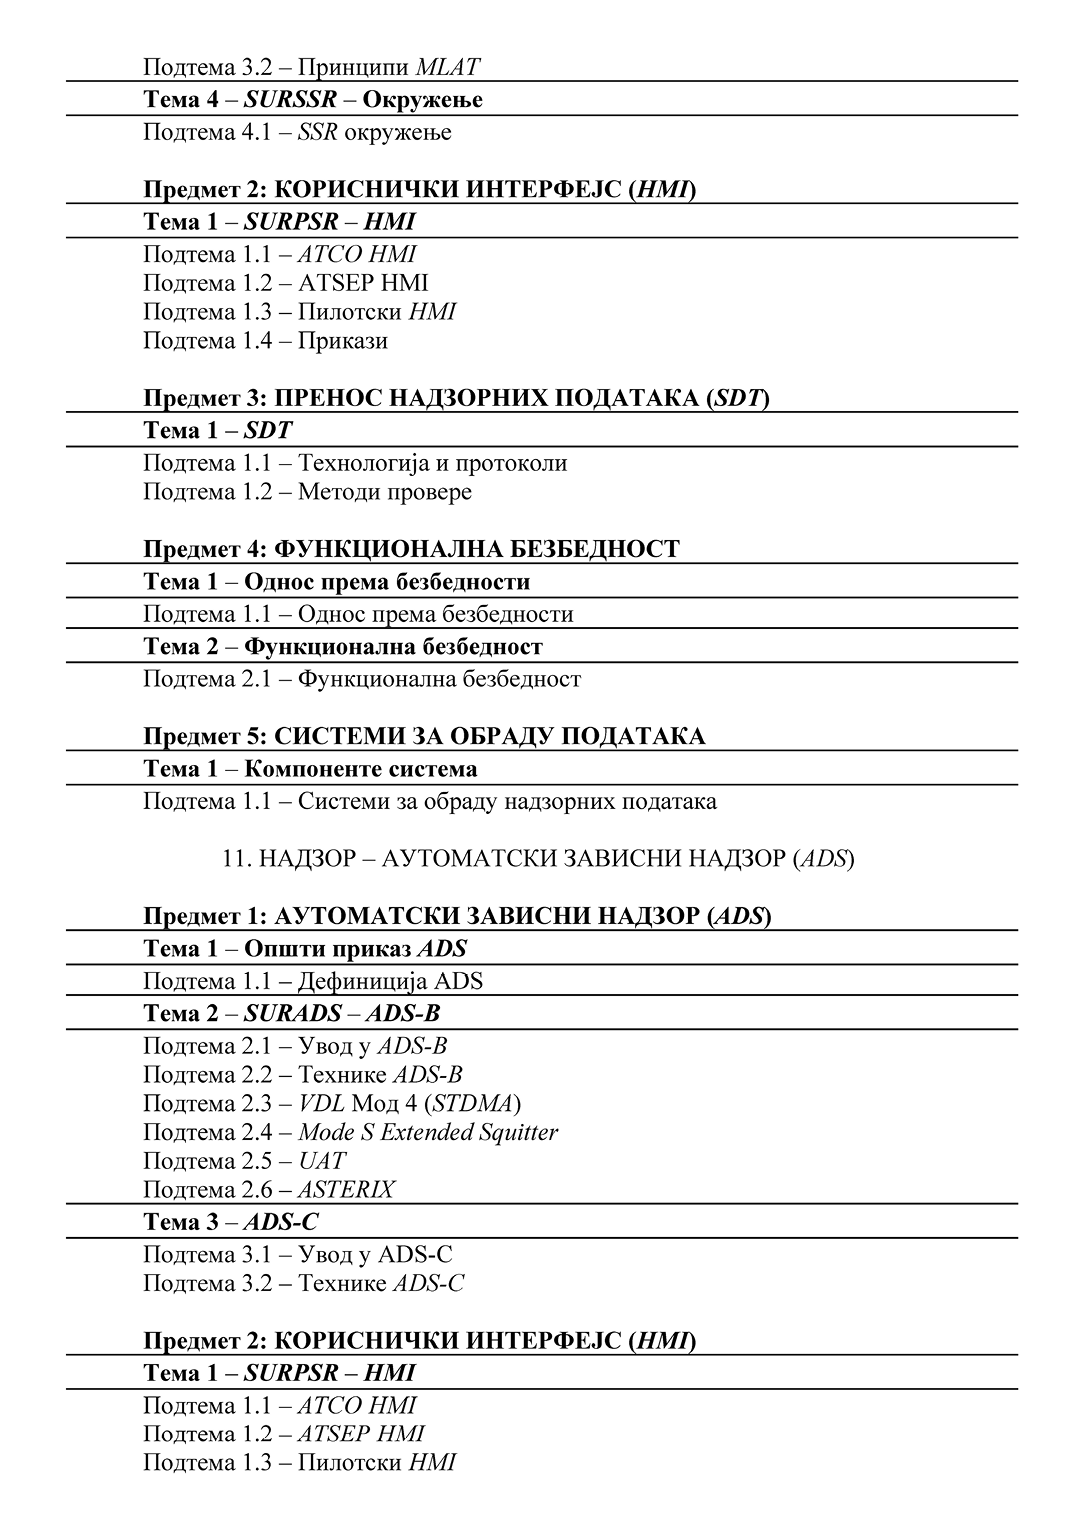 Подтема 3.2 – Принципи MLAT
Тема 4 – SURSSR – Окружење
Подтема 4.1 – SSR окружење
Предмет 2: КОРИСНИЧКИ ИНТЕРФЕЈС (HMI)
Тема 1 – SURPSR – HMI
Подтема 1.1 – ATCO HMI
Подтема 1.2 – ATSEP HMI
Подтема 1.3 – Пилотски HMI
Подтема 1.4 – Прикази
Предмет 3: ПРЕНОС НАДЗОРНИХ ПОДАТАКА (SDT)
Тема 1 – SDT
Подтема 1.1 – Технологија и протоколи
Подтема 1.2 – Методи провере
Предмет 4: ФУНКЦИОНАЛНА БЕЗБЕДНОСТ
Тема 1 – Однос према безбедности
Подтема 1.1 – Однос према безбедности
Тема 2 – Функционална безбедност
Подтема 2.1 – Функционална безбедност
Предмет 5: СИСТЕМИ ЗА ОБРАДУ ПОДАТАКА
Тема 1 – Компоненте система
Подтема 1.1 – Системи за обраду надзорних података
11. НАДЗОР – АУТОМАТСКИ ЗАВИСНИ НАДЗОР (ADS)
Предмет 1: АУТОМАТСКИ ЗАВИСНИ НАДЗОР (ADS)
Тема 1 – Општи приказ ADS
Подтема 1.1 – Дефиниција ADS
Тема 2 – SURADS – ADS-B
Подтема 2.1 – Увод у ADS-B
Подтема 2.2 – Технике ADS-B
Подтема 2.3 – VDL Мод 4 (STDMA)
Подтема 2.4 – Mode S Extended Squitter
Подтема 2.5 – UAT
Подтема 2.6 – ASTERIX
Тема 3 – ADS-C
Подтема 3.1 – Увод у ADS-C
Подтема 3.2 – Технике ADS-C
Предмет 2: КОРИСНИЧКИ ИНТЕРФЕЈС (HMI)
Тема 1 – SURPSR – HMI
Подтема 1.1 – ATCO HMI
Подтема 1.2 – ATSEP HMI
Подтема 1.3 – Пилотски HMI